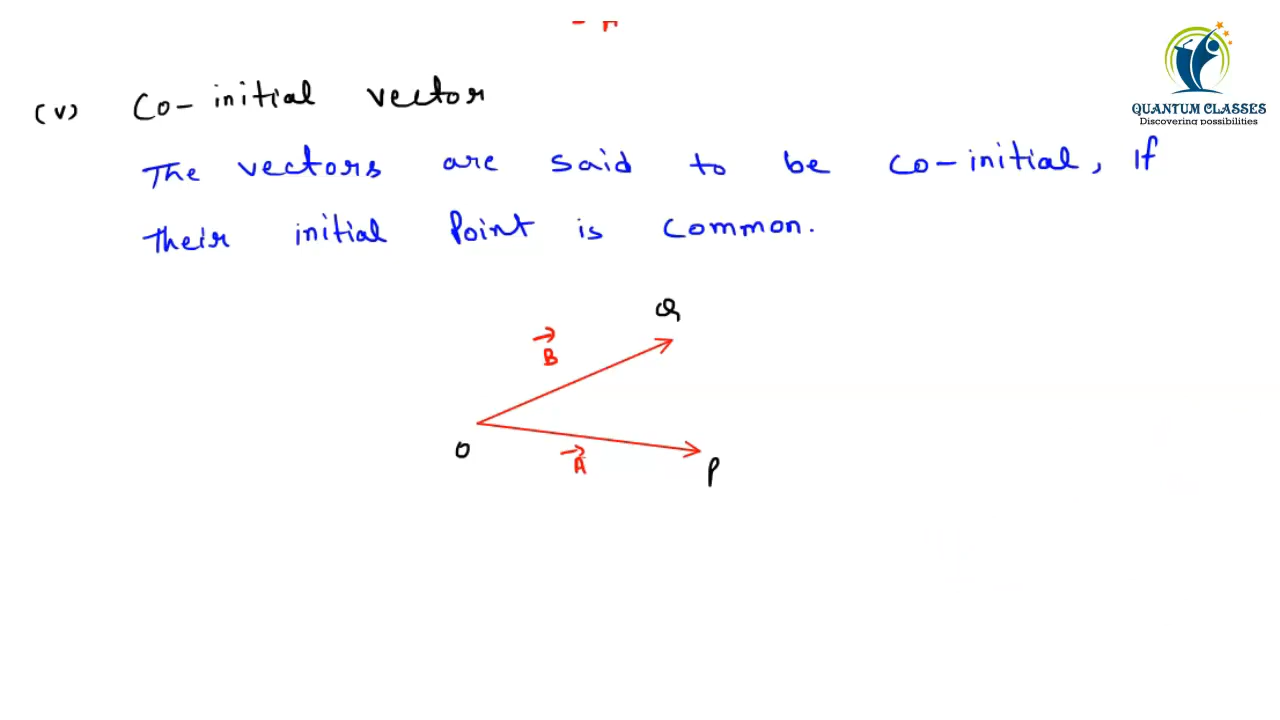 (v) Co-initial vector
The vectors are said to be co-initial, If
Their initial Point is common.
Q
B
O
A
P
QUANTUM CLASSES
Discovering possibilities